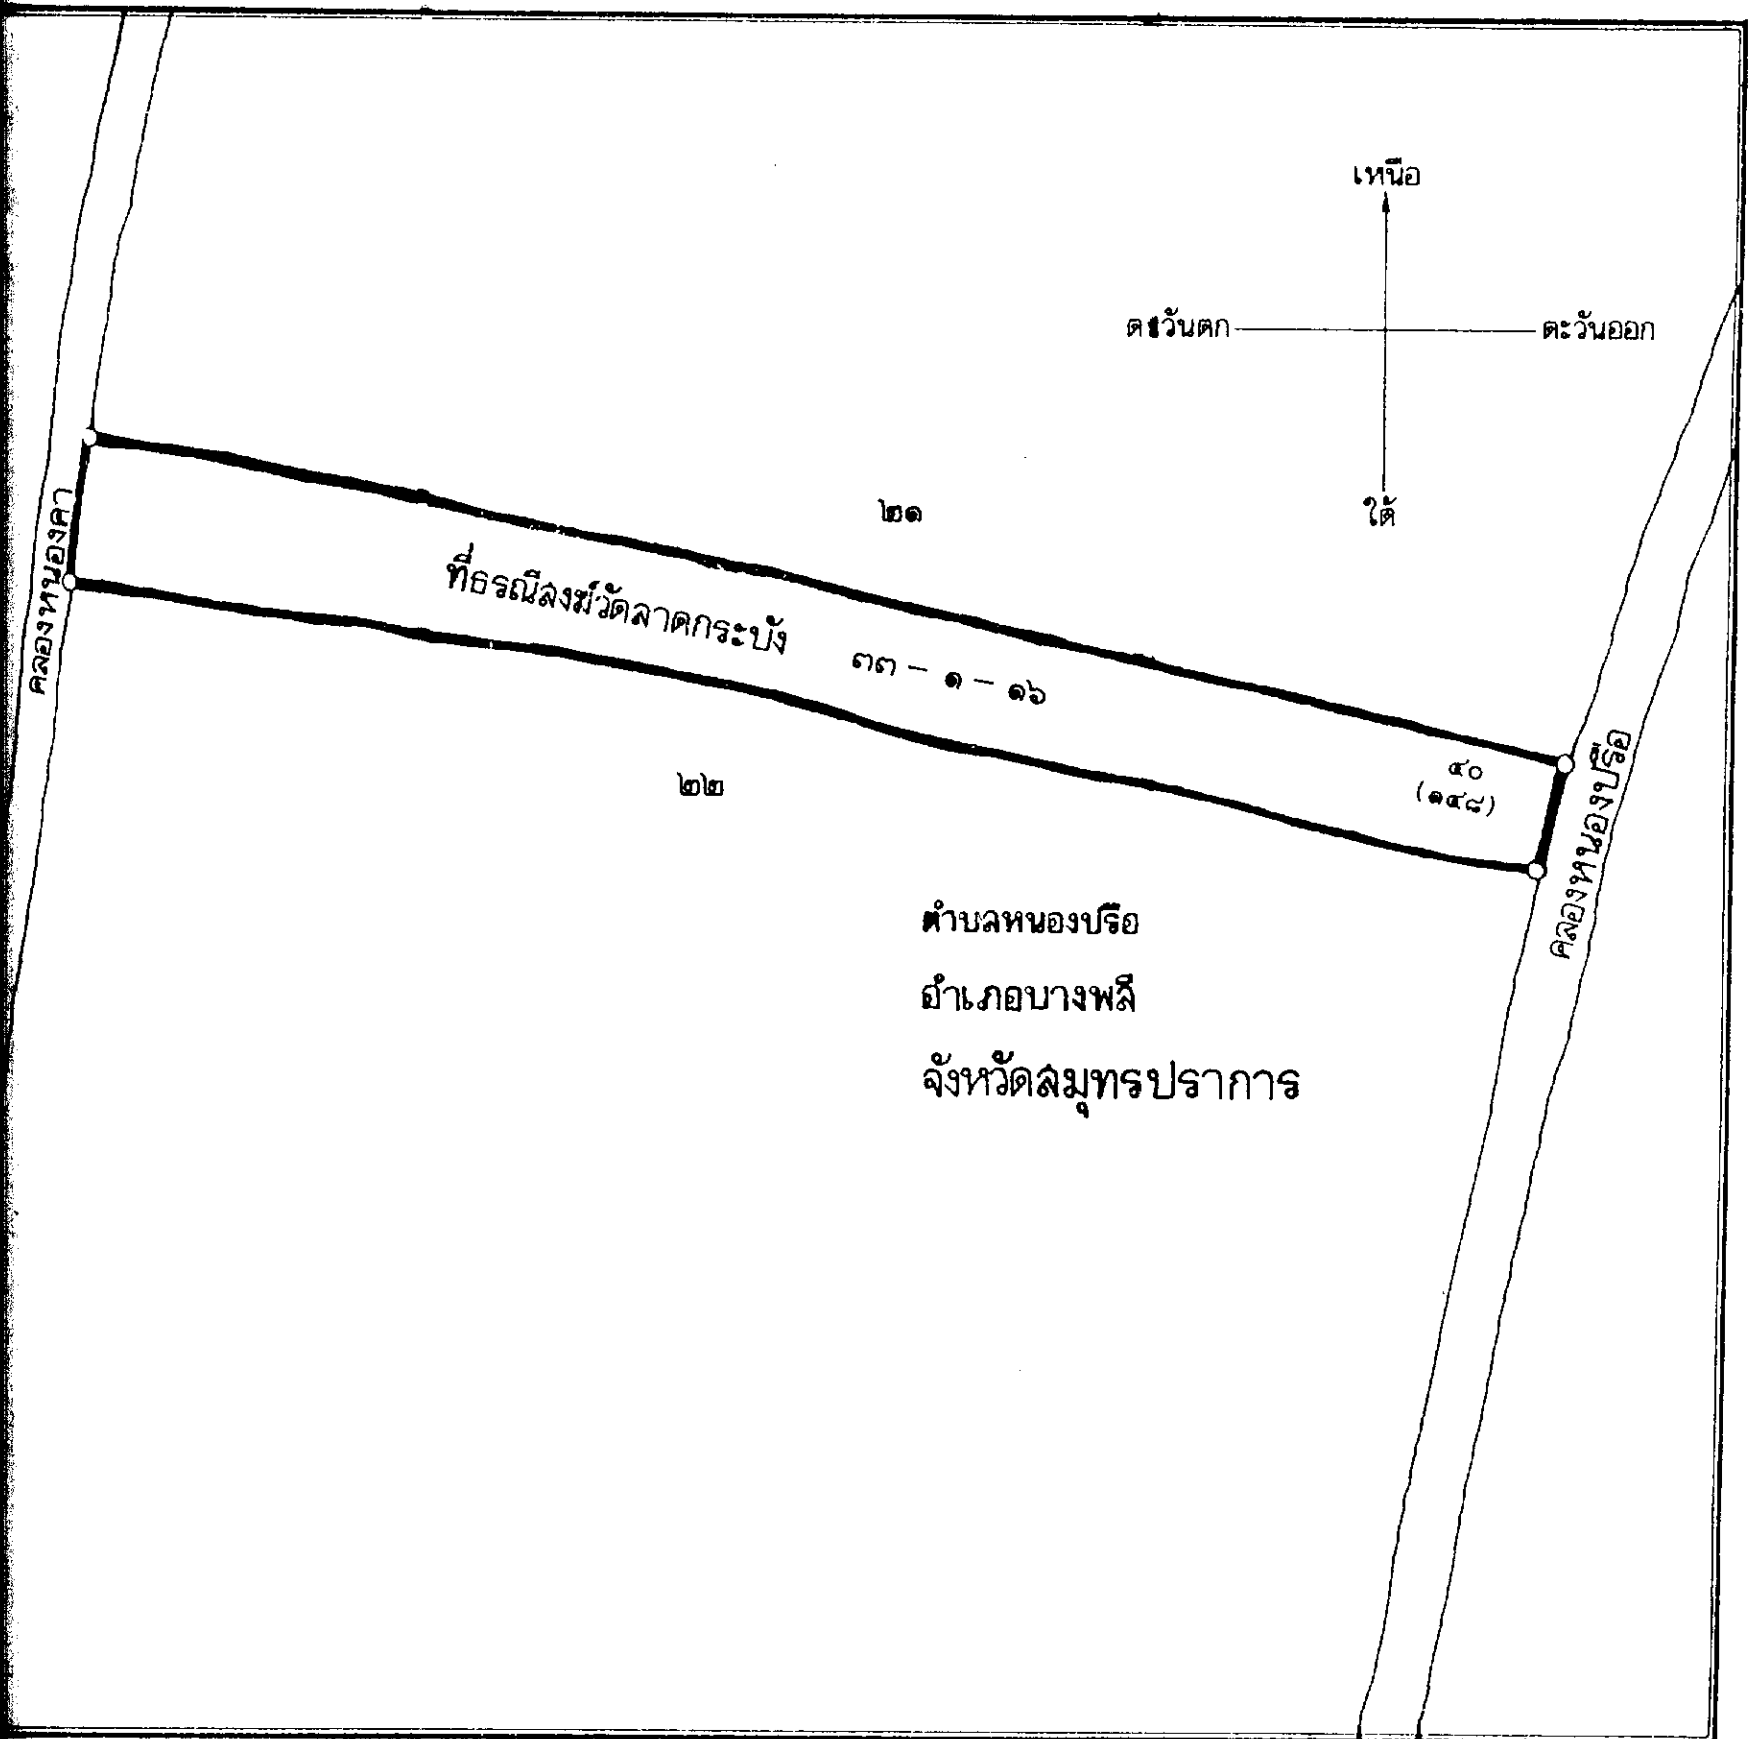 เหนือ
ตะวันตก
ตะวันออก
ใต้
๒๑
คลองหนองคา
ที่ธรณีสงฆ์วัดลาดกระบัง
๓๓ - ๑ - ๑๖
๔๐
(๑๔๘)
คลองหนองปรือ
๒๒
ตำบลหนองปรือ
อำเภอบางพลี
จังหวัดสมุทรปราการ